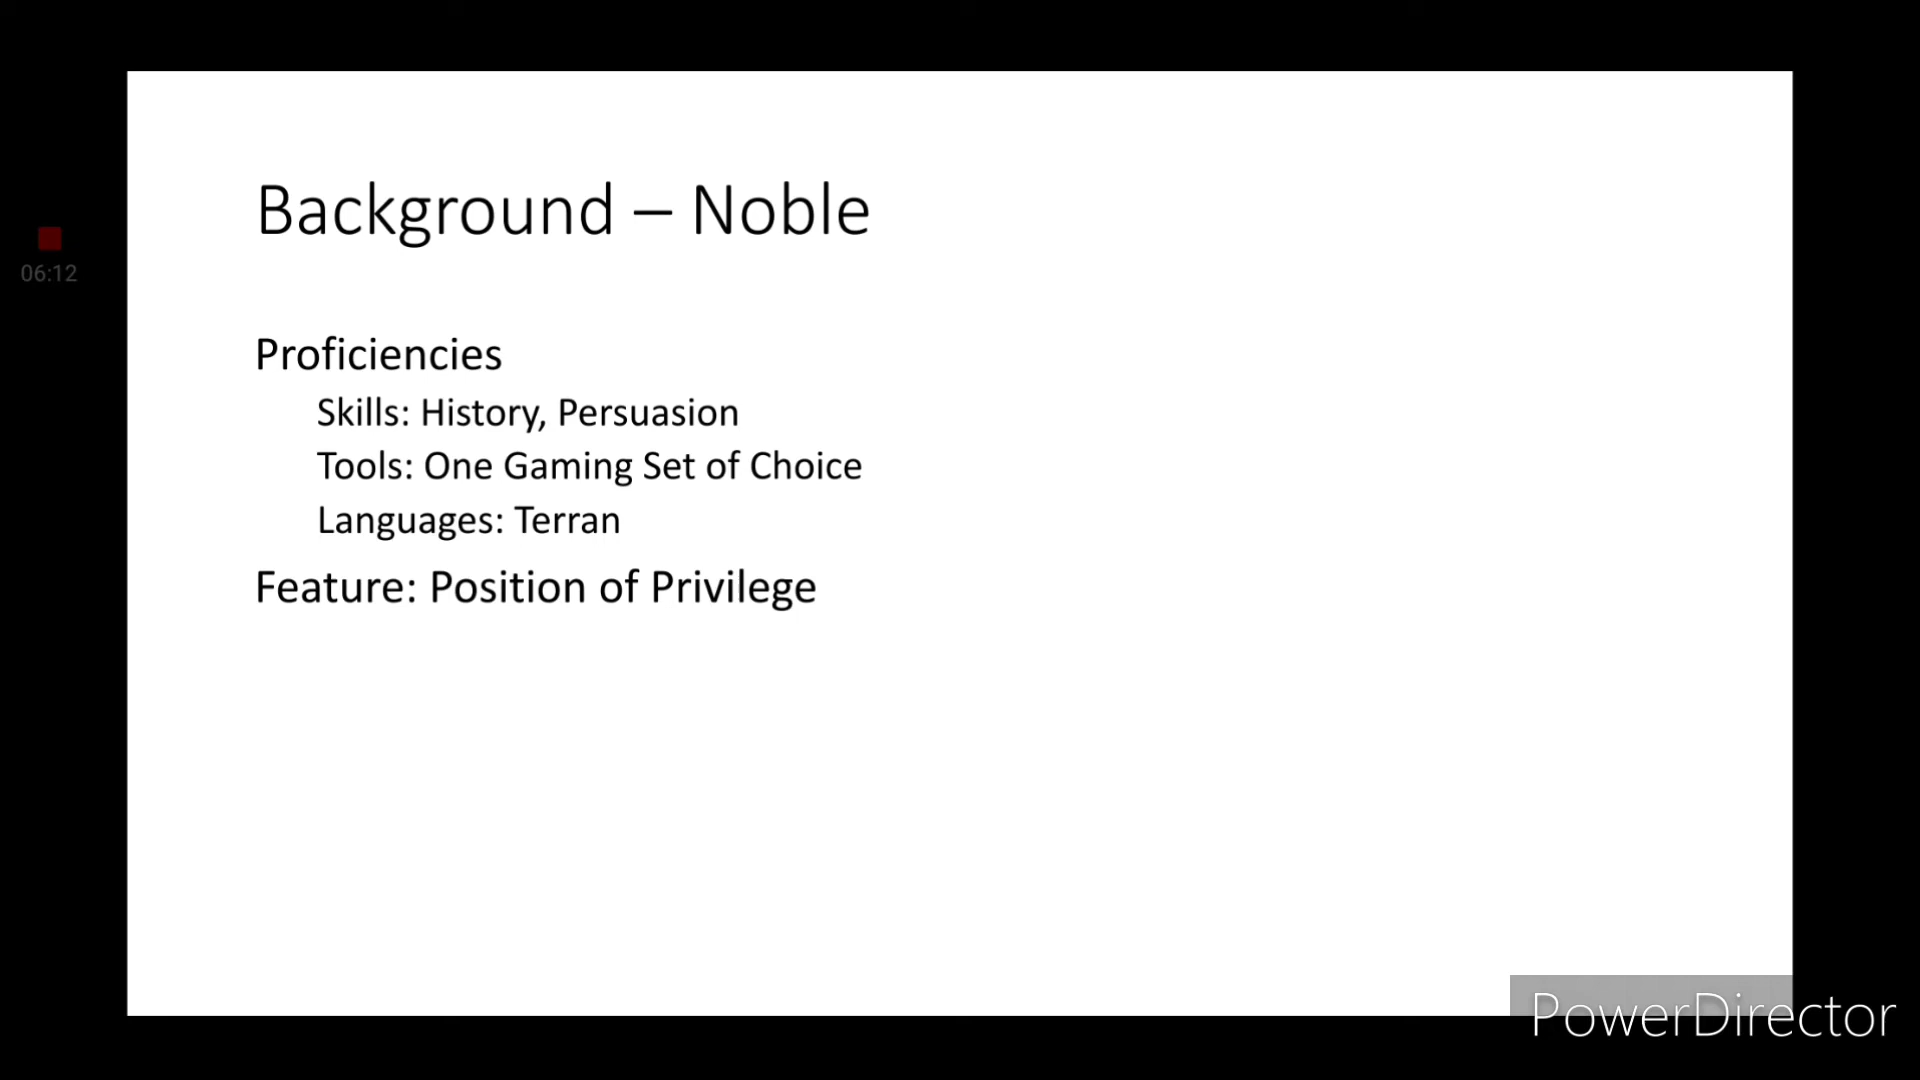 Background – Noble
06:12
Proficiencies
Skills: History, Persuasion
Tools: One Gaming Set of Choice
Languages: Terran
Feature: Position of Privilege
PowerDirector